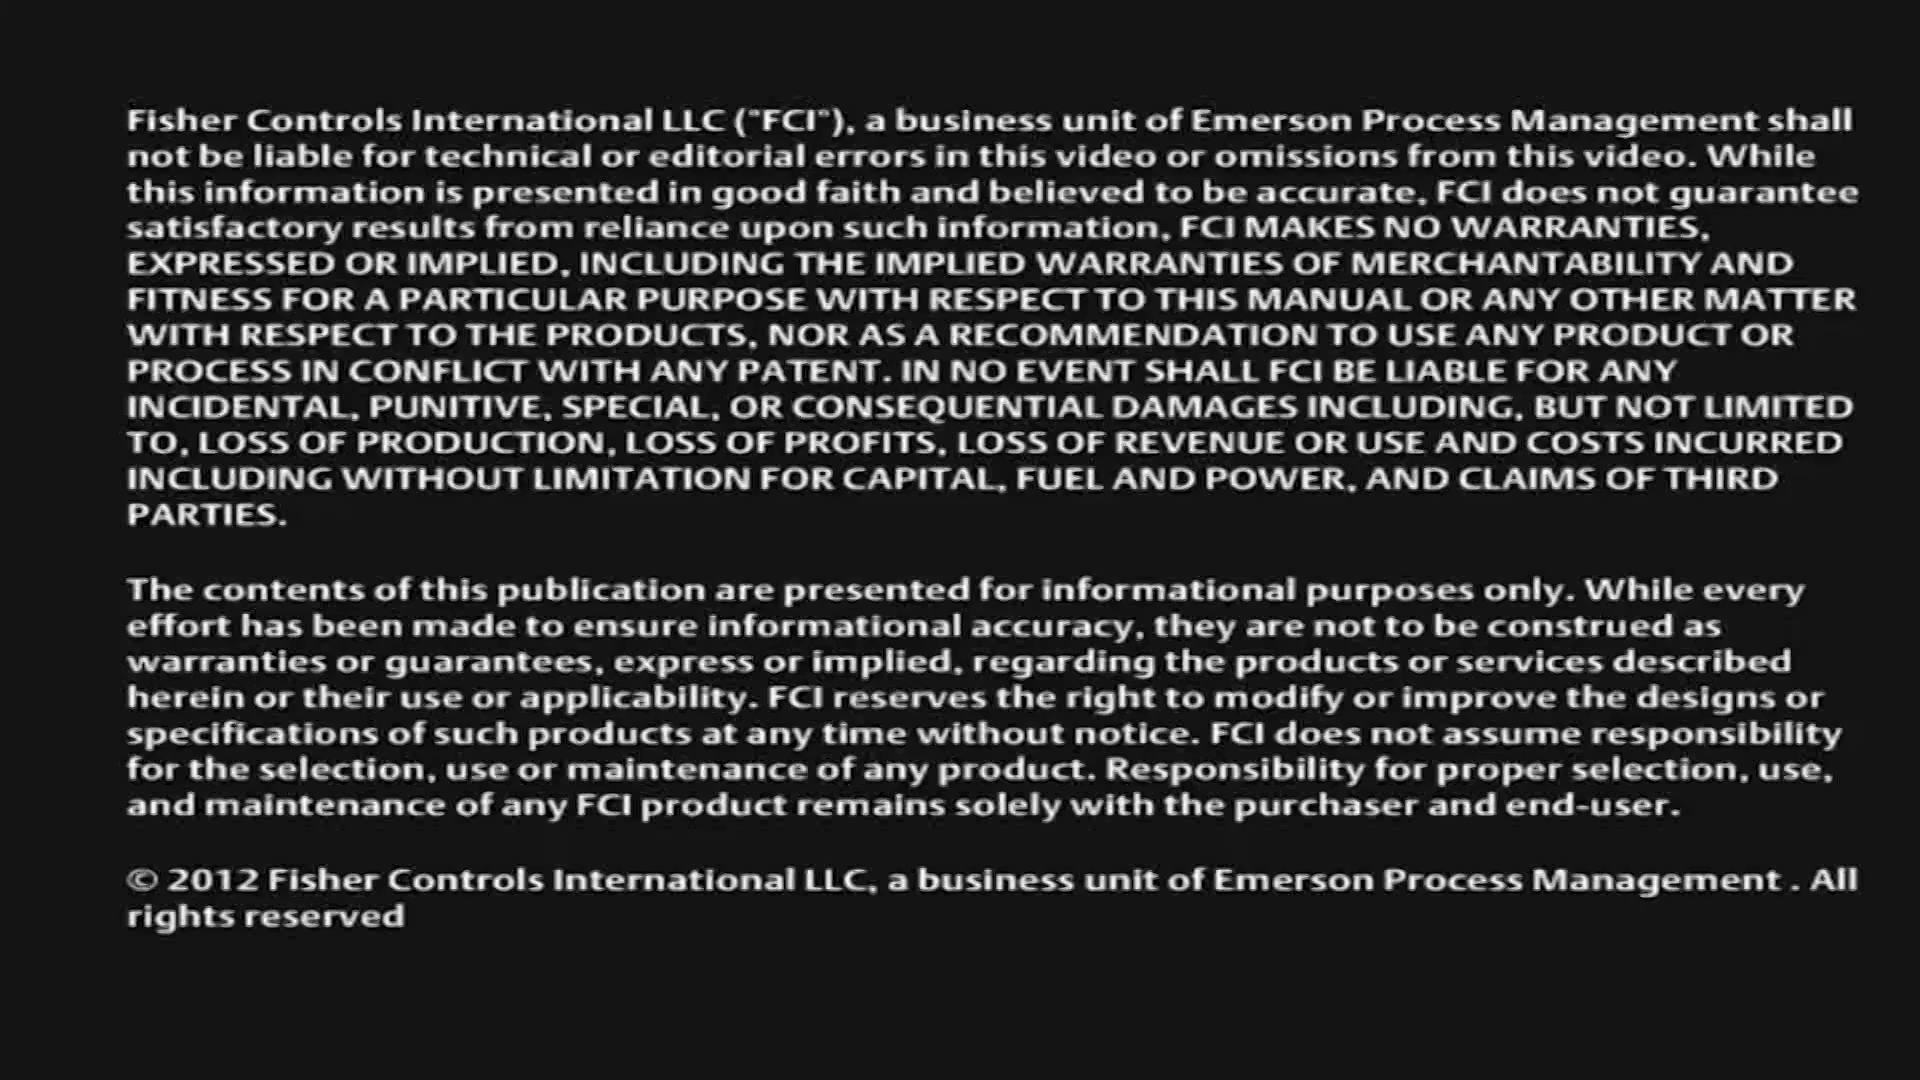 Fisher Controls International LLC ("FCI"), a business unit of Emerson Process Management shall
not be liable for technical or editorial errors in this video or omissions from this video. While
this information is presented in good faith and believed to be accurate, FCI does not guarantee
satisfactory results from reliance upon such information, FCI MAKES NO WARRANTIES,
EXPRESSED OR IMPLIED, INCLUDING THE IMPLIED WARRANTIES OF MERCHANTABILITY AND
FITNESS FOR A PARTICULAR PURPOSE WITH RESPECT TO THIS MANUAL OR ANY OTHER MATTER
WITH RESPECT TO THE PRODUCTS, NOR AS A RECOMMENDATION TO USE ANY PRODUCT OR
PROCESS IN CONFLICT WITH ANY PATENT. IN NO EVENT SHALL FCI BE LIABLE FOR ANY
INCIDENTAL, PUNITIVE, SPECIAL, OR CONSEQUENTIAL DAMAGES INCLUDING, BUT NOT LIMITED
TO, LOSS OF PRODUCTION, LOSS OF PROFITS, LOSS OF REVENUE OR USE AND COSTS INCURRED
INCLUDING WITHOUT LIMITATION FOR CAPITAL, FUEL AND POWER, AND CLAIMS OF THIRD
PARTIES.
The contents of this publication are presented for informational purposes only. While every
effort has been made to ensure informational accuracy, they are not to be construed as
warranties or guarantees, express or implied, regarding the products or services described
herein or their use or applicability. FCI reserves the right to modify or improve the designs or
specifications of such products at any time without notice. FCI does not assume responsibility
for the selection, use or maintenance of any product. Responsibility for proper selection, use,
and maintenance of any FCI product remains solely with the purchaser and end-user.
© 2012 Fisher Controls International LLC, a business unit of Emerson Process Management . All
rights reserved